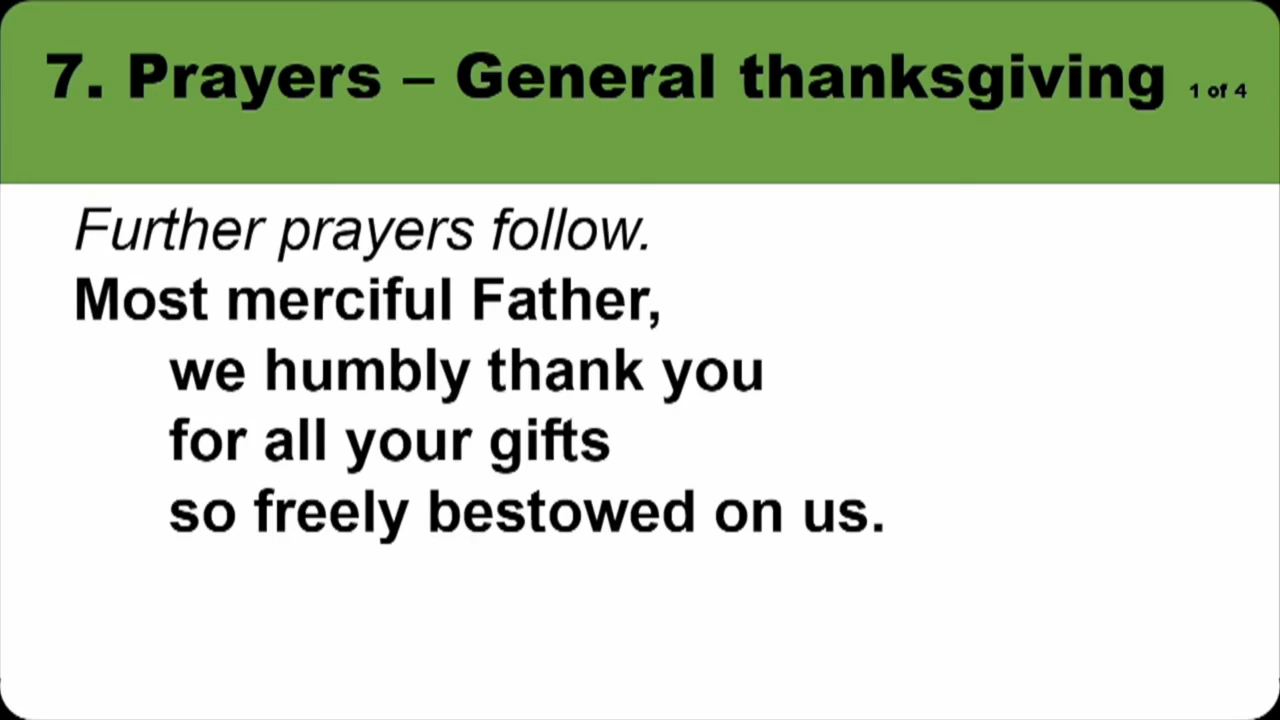 7. Prayers – General thanksgiving 1 of 4
Further prayers follow.
Most merciful Father,
we humbly thank you
for all your gifts
so freely bestowed on us.